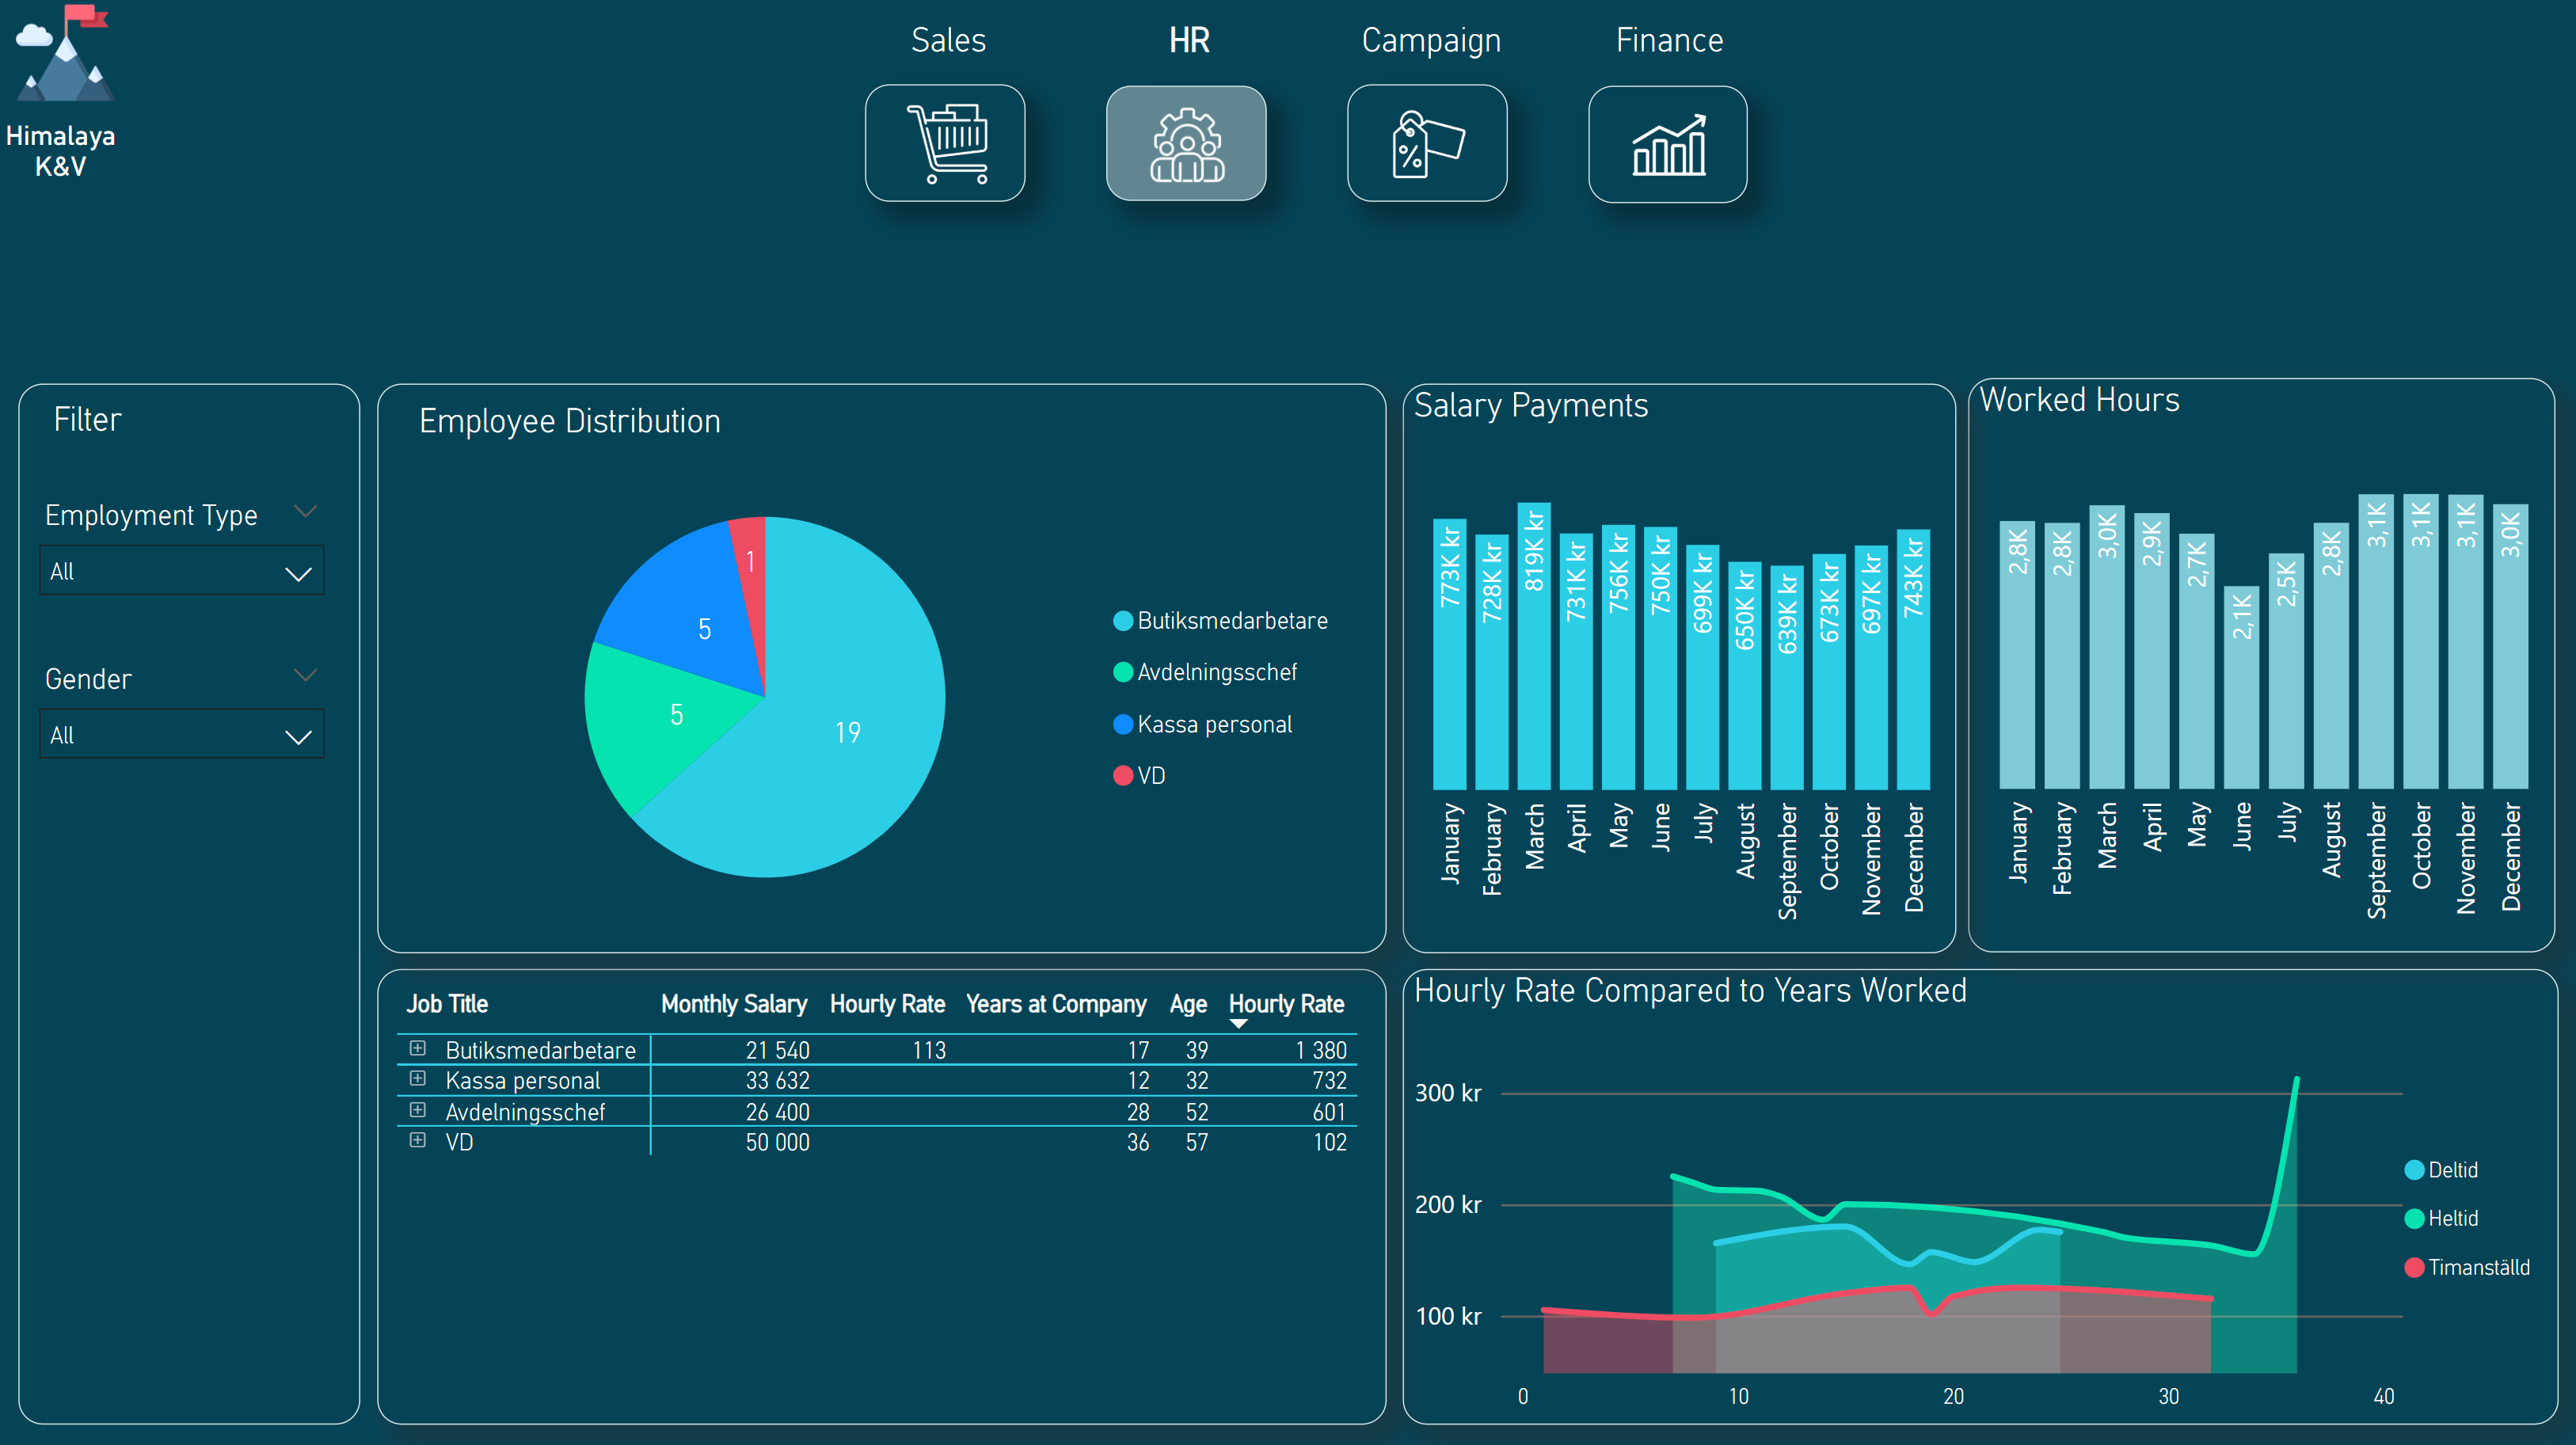 Himalaya
K&V
Sales
HR
Campaign
Finance
Filter
Employment Type
All
Gender
All
Employee Distribution
1
5
5
19
Butiksmedarbetare
Avdelningsschef
Kassa personal
VD
Salary Payments
773K kr
728K kr
819K kr
731K kr
756K kr
750K kr
699K kr
650K kr
639K kr
673K kr
697K kr
743K kr
January
February
March
April
May
June
July
August
September
October
November
December
Worked Hours
2,8K
2,8K
3,0K
2,9K
2,7K
2,1K
2,5K
2,8K
3,1K
3,1K
3,1K
3,0K
January
February
March
April
May
June
July
August
September
October
November
December
Job Title Monthly Salary Hourly Rate Years at Company Age Hourly Rate
Butiksmedarbetare 21 540 113 17 39 1 380
Kassa personal 33 632 12 32 732
Avdelningsschef 26 400 28 52 601
VD 50 000 36 57 102
Hourly Rate Compared to Years Worked
300 kr
200 kr
100 kr
0 10 20 30 40
Deltid
Heltid
Timanställd